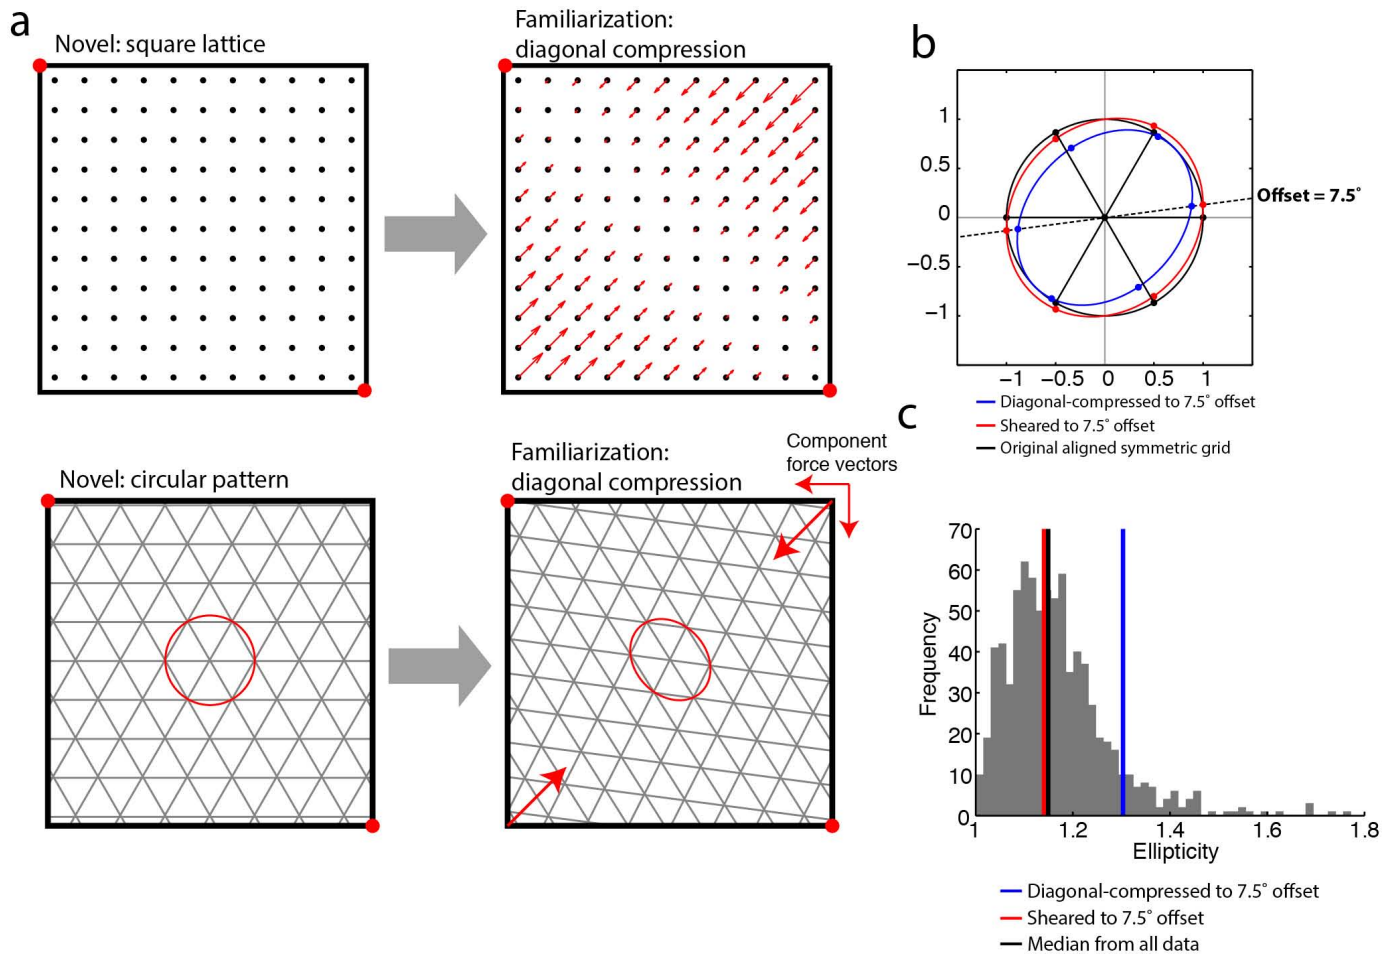 a
Novel: square lattice
Familiarization:
diagonal compression
Novel: circular pattern
Familiarization:
diagonal compression
Component
force vectors
b
1
0.5
0
−0.5
−1
−1
−0.5
0
0.5
1
Offset = 7.5°
Diagonal-compressed to 7.5° offset
Sheared to 7.5° offset
Original aligned symmetric grid
c
Frequency
70
60
50
40
30
20
10
0
1
1.2
1.4
1.6
1.8
Ellipticity
Diagonal-compressed to 7.5° offset
Sheared to 7.5° offset
Median from all data